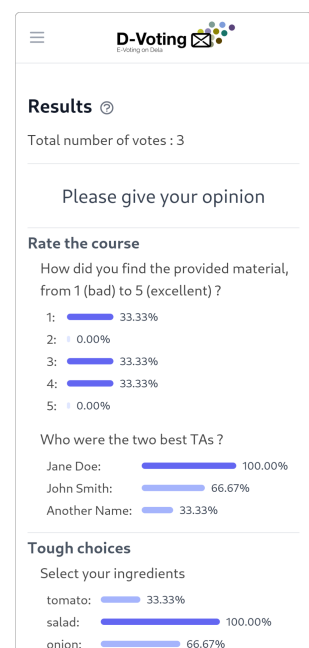 D-Voting
E-Voting on Dela
Results
Total number of votes : 3
Please give your opinion
Rate the course
How did you find the provided material,
from 1 (bad) to 5 (excellent) ?
1: 33.33%
2: 0.00%
3: 33.33%
4: 33.33%
5: 0.00%
Who were the two best TAs ?
Jane Doe: 100.00%
John Smith: 66.67%
Another Name: 33.33%
Tough choices
Select your ingredients
tomato: 33.33%
salad: 100.00%
onion: 66.67%